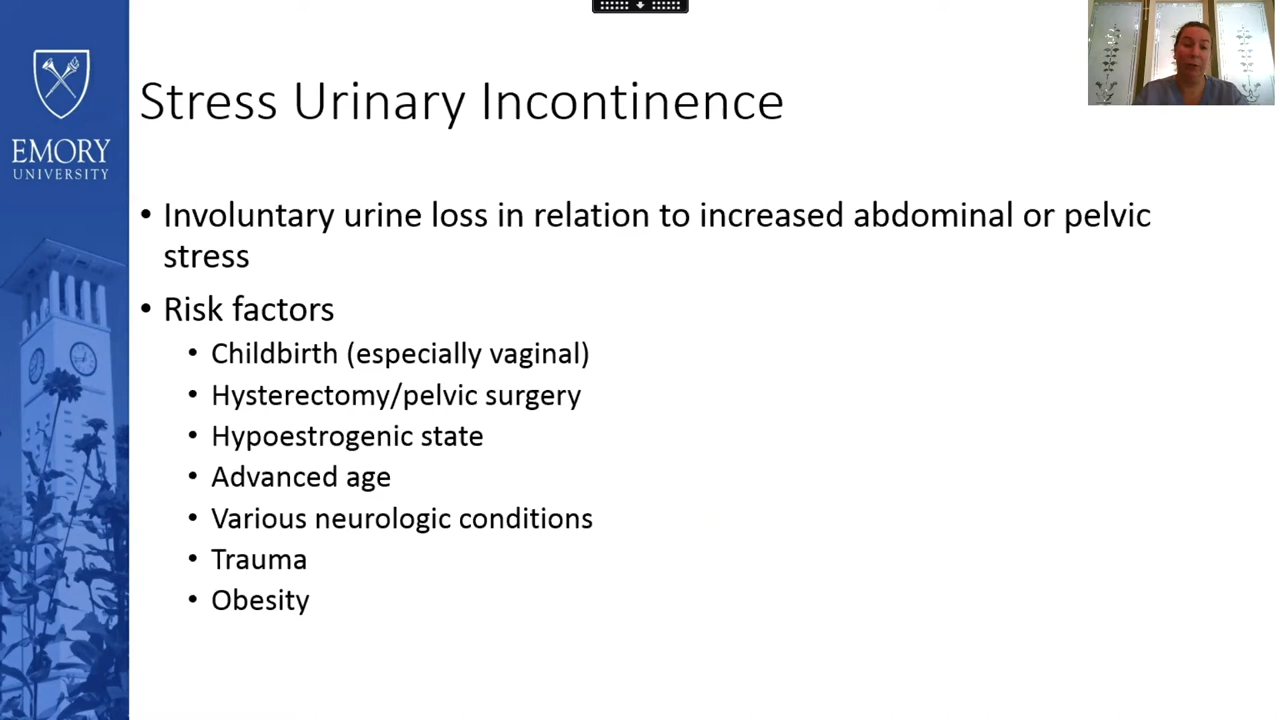 EMORY
UNIVERSITY
Stress Urinary Incontinence
• Involuntary urine loss in relation to increased abdominal or pelvic
stress
• Risk factors
• Childbirth (especially vaginal)
• Hysterectomy/pelvic surgery
• Hypoestrogenic state
• Advanced age
• Various neurologic conditions
• Trauma
• Obesity